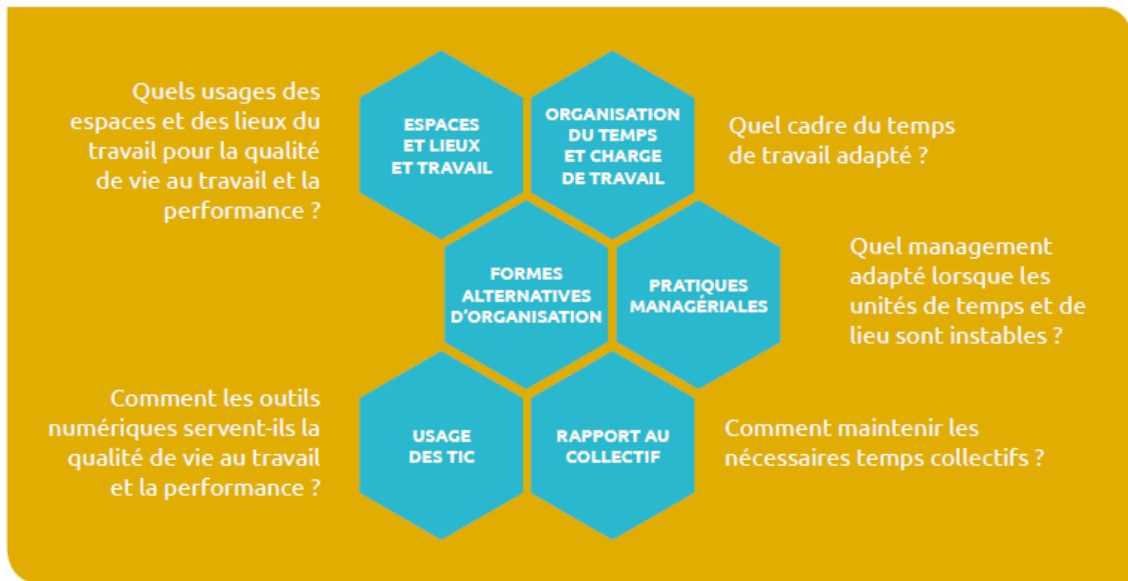 Quels usages des
espaces et des lieux du
travail pour la qualité
de vie au travail et la
performance ?
ESPACES
ET LIEUX
ET TRAVAIL
ORGANISATION
DU TEMPS
ET CHARGE
DE TRAVAIL
Quel cadre du temps
de travail adapté ?
FORMES
ALTERNATIVES
D'ORGANISATION
PRATIQUES
MANAGÉRIALES
Quel management
adapté lorsque les
unités de temps et de
lieu sont instables ?
Comment les outils
numériques servent-ils la
qualité de vie au travail
et la performance ?
USAGE
DES TIC
RAPPORT AU
COLLECTIF
Comment maintenir les
nécessaires temps collectifs ?